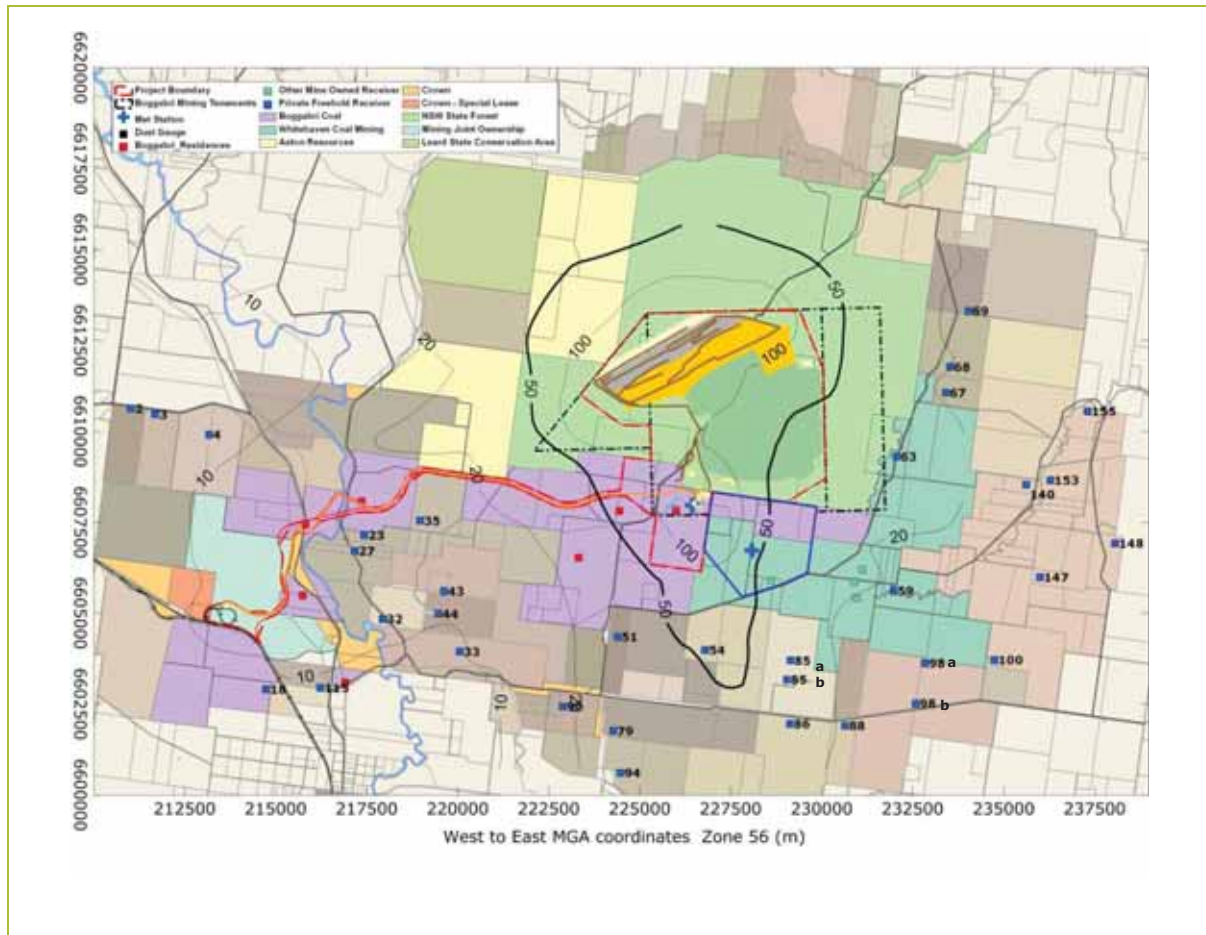 6620000
6617500
6615000
6612500
6610000
6607500
6605000
6602500
6600000
Project Boundary
Boggabri Mining Tenements
Met Station
Dust Gauge
Boggabri_Residences
Other Mine Owned Receiver
Private Freehold Receiver
Boggabri Coal
Whitehaven Coal Mining
Aston Resources
Crown
Crown - Special Lease
NSW State Forest
Mining Joint Ownership
Leard State Conservation Area
10
20
50
100
100
50
50
69
68
67
155
2
3
4
10
63
20
153
140
35
23
27
100
50
20
148
147
59
43
44
32
50
51
54
33
85 a
98 a
100
85 b
98 b
10
18
125
10
20
86
88
79
94
212500 215000 217500 220000 222500 225000 227500 230000 232500 235000 237500
West to East MGA coordinates Zone 56 (m)